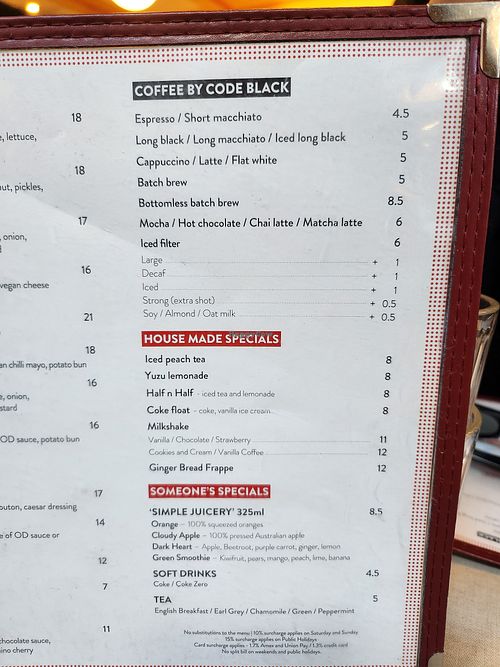 18
, lettuce,
18
ut, pickles,
17
, onion,
16
vegan cheese
21
18
an chilli mayo, potato bun
16
e, onion,
stard
16
OD sauce, potato bun
17
outon, caesar dressing
14
e of OD sauce or
12
7
11
chocolate sauce,
ino cherry
COFFEE BY CODE BLACK
Espresso / Short macchiato 4.5
Long black / Long macchiato / Iced long black 5
Cappuccino / Latte / Flat white 5
Batch brew 5
Bottomless batch brew 8.5
Mocha / Hot chocolate / Chai latte / Matcha latte 6
Iced filter 6
Large + 1
Decaf + 1
Iced + 1
Strong (extra shot) + 0.5
Soy / Almond / Oat milk + 0.5
HOUSE MADE SPECIALS
Iced peach tea 8
Yuzu lemonade 8
Half n Half - iced tea and lemonade 8
Coke float - coke, vanilla ice cream 8
Milkshake
Vanilla / Chocolate / Strawberry 11
Cookies and Cream / Vanilla Coffee 12
Ginger Bread Frappe 12
SOMEONE'S SPECIALS
'SIMPLE JUICERY' 325ml 8.5
Orange - 100% squeezed oranges
Cloudy Apple - 100% pressed Australian apple
Dark Heart - Apple, Beetroot, purple carrot, ginger, lemon
Green Smoothie - Kiwifruit, pears, mango, peach, lime, banana
SOFT DRINKS 4.5
Coke / Coke Zero
TEA 5
English Breakfast / Earl Grey / Chamomile / Green / Peppermint
No substitutions to the menu | 10% surcharge applies on Saturday and Sunday
15% surcharge applies on Public Holidays
Card surcharge applies - 1.7% Amex and Union Pay / 1.3% credit card
No split bill on weekends and public holidays.